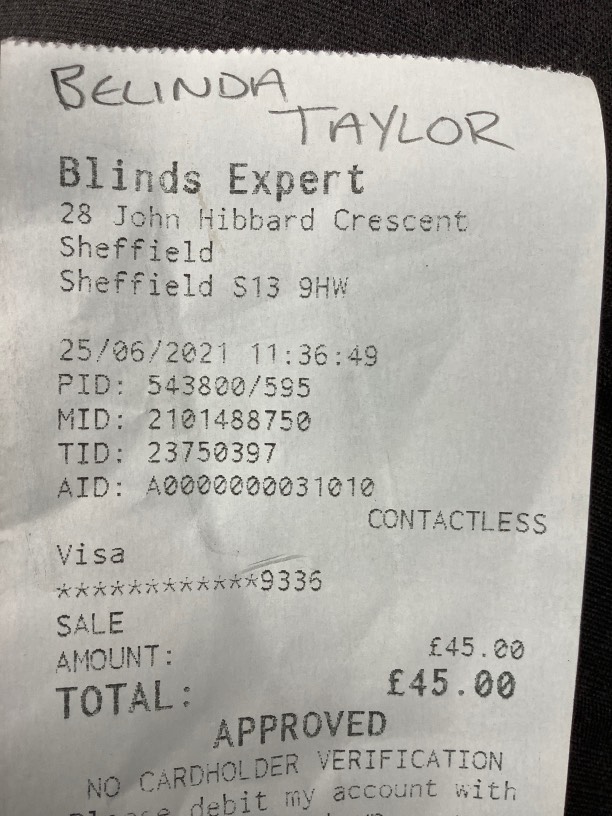 BELINDA
TAYLOR
Blinds Expert
28 John Hibbard Crescent
Sheffield
Sheffield S13 9HW
25/06/2021 11:36:49
PID: 543800/595
MID: 2101488750
TID: 23750397
AID: A0000000031010
CONTACTLESS
Visa
************9336
SALE
AMOUNT: £45.00
TOTAL: £45.00
APPROVED
NO CARDHOLDER VERIFICATION
Please debit my account with